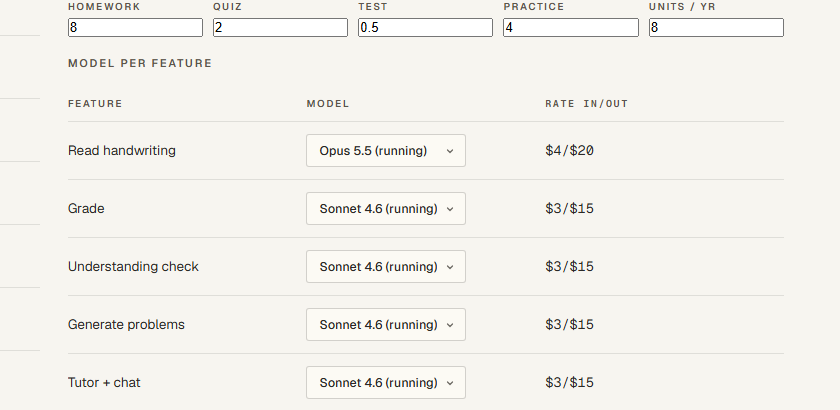 HOMEWORK QUIZ TEST PRACTICE UNITS / YR
8 2 0.5 4 8
MODEL PER FEATURE
FEATURE MODEL RATE IN/OUT
Read handwriting Opus 5.5 (running) $4/$20
Grade Sonnet 4.6 (running) $3/$15
Understanding check Sonnet 4.6 (running) $3/$15
Generate problems Sonnet 4.6 (running) $3/$15
Tutor + chat Sonnet 4.6 (running) $3/$15